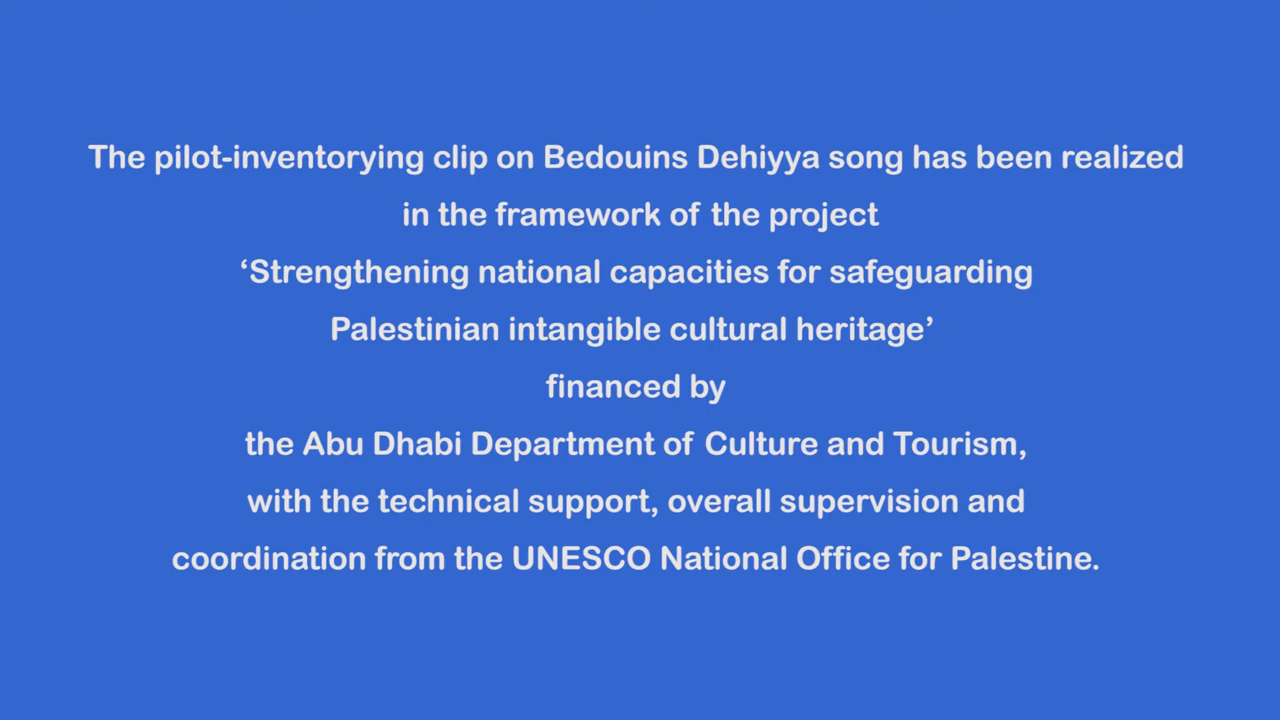 The pilot-inventorying clip on Bedouins Dehiyya song has been realized
in the framework of the project
‘Strengthening national capacities for safeguarding
Palestinian intangible cultural heritage’
financed by
the Abu Dhabi Department of Culture and Tourism,
with the technical support, overall supervision and
coordination from the UNESCO National Office for Palestine.